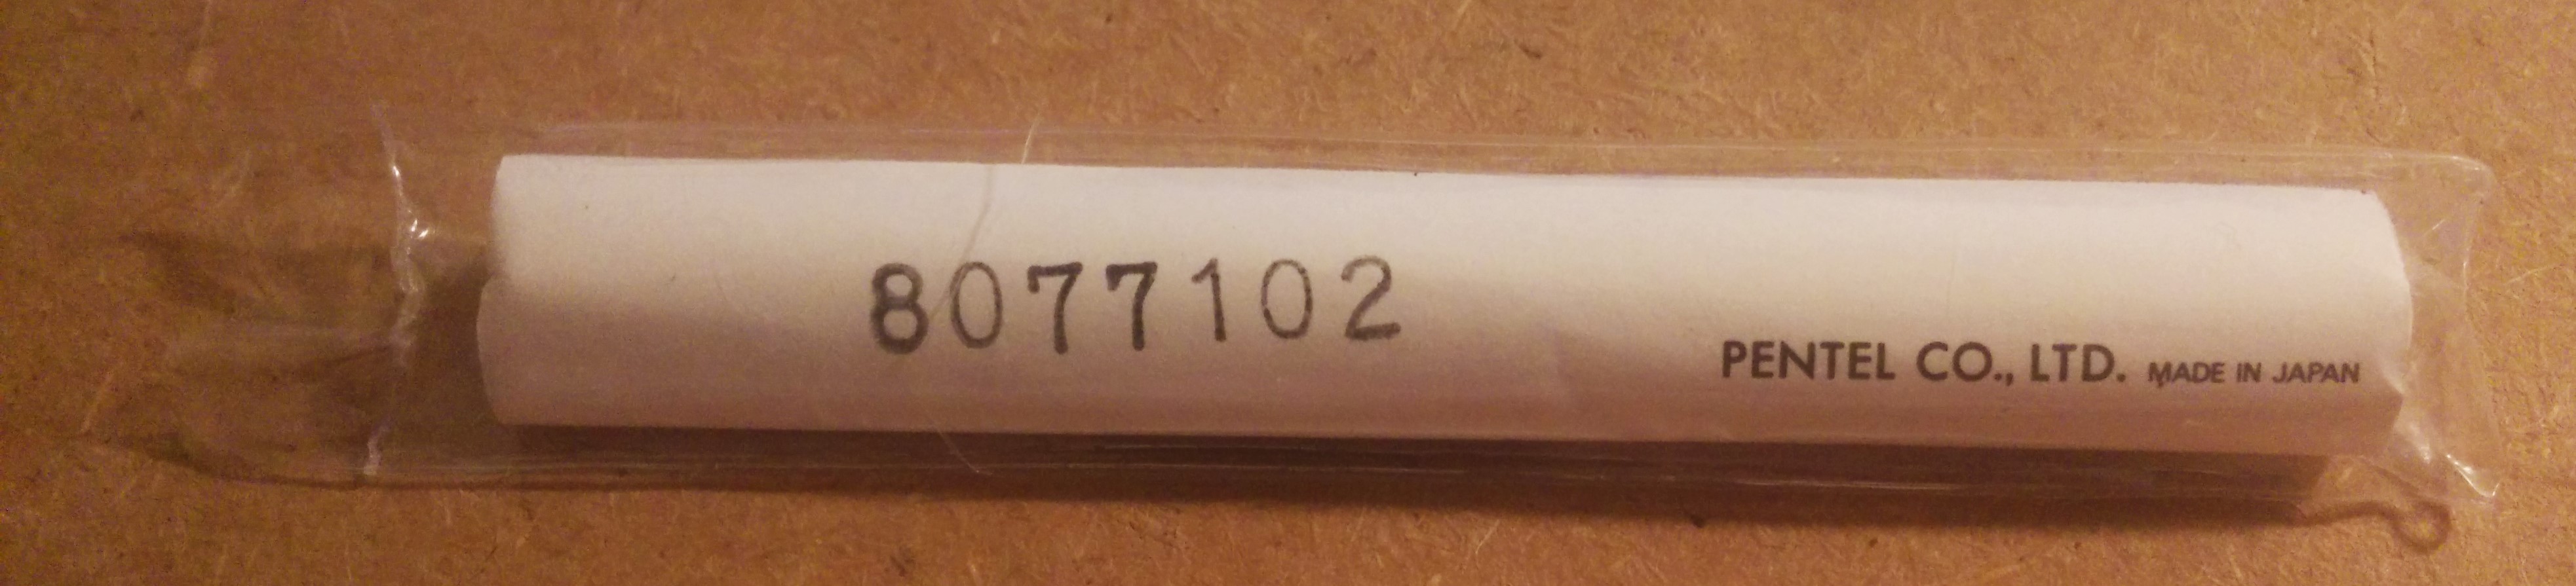 8077102
PENTEL CO., LTD. MADE IN JAPAN